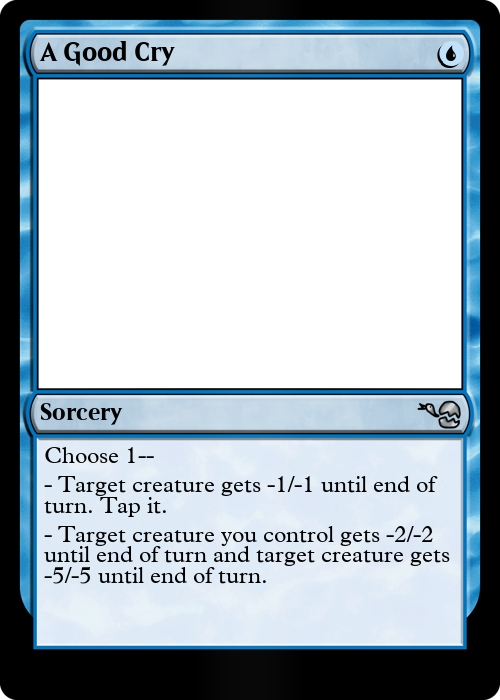 A Good Cry
Sorcery
Choose 1--
- Target creature gets -1/-1 until end of
turn. Tap it.
- Target creature you control gets -2/-2
until end of turn and target creature gets
-5/-5 until end of turn.